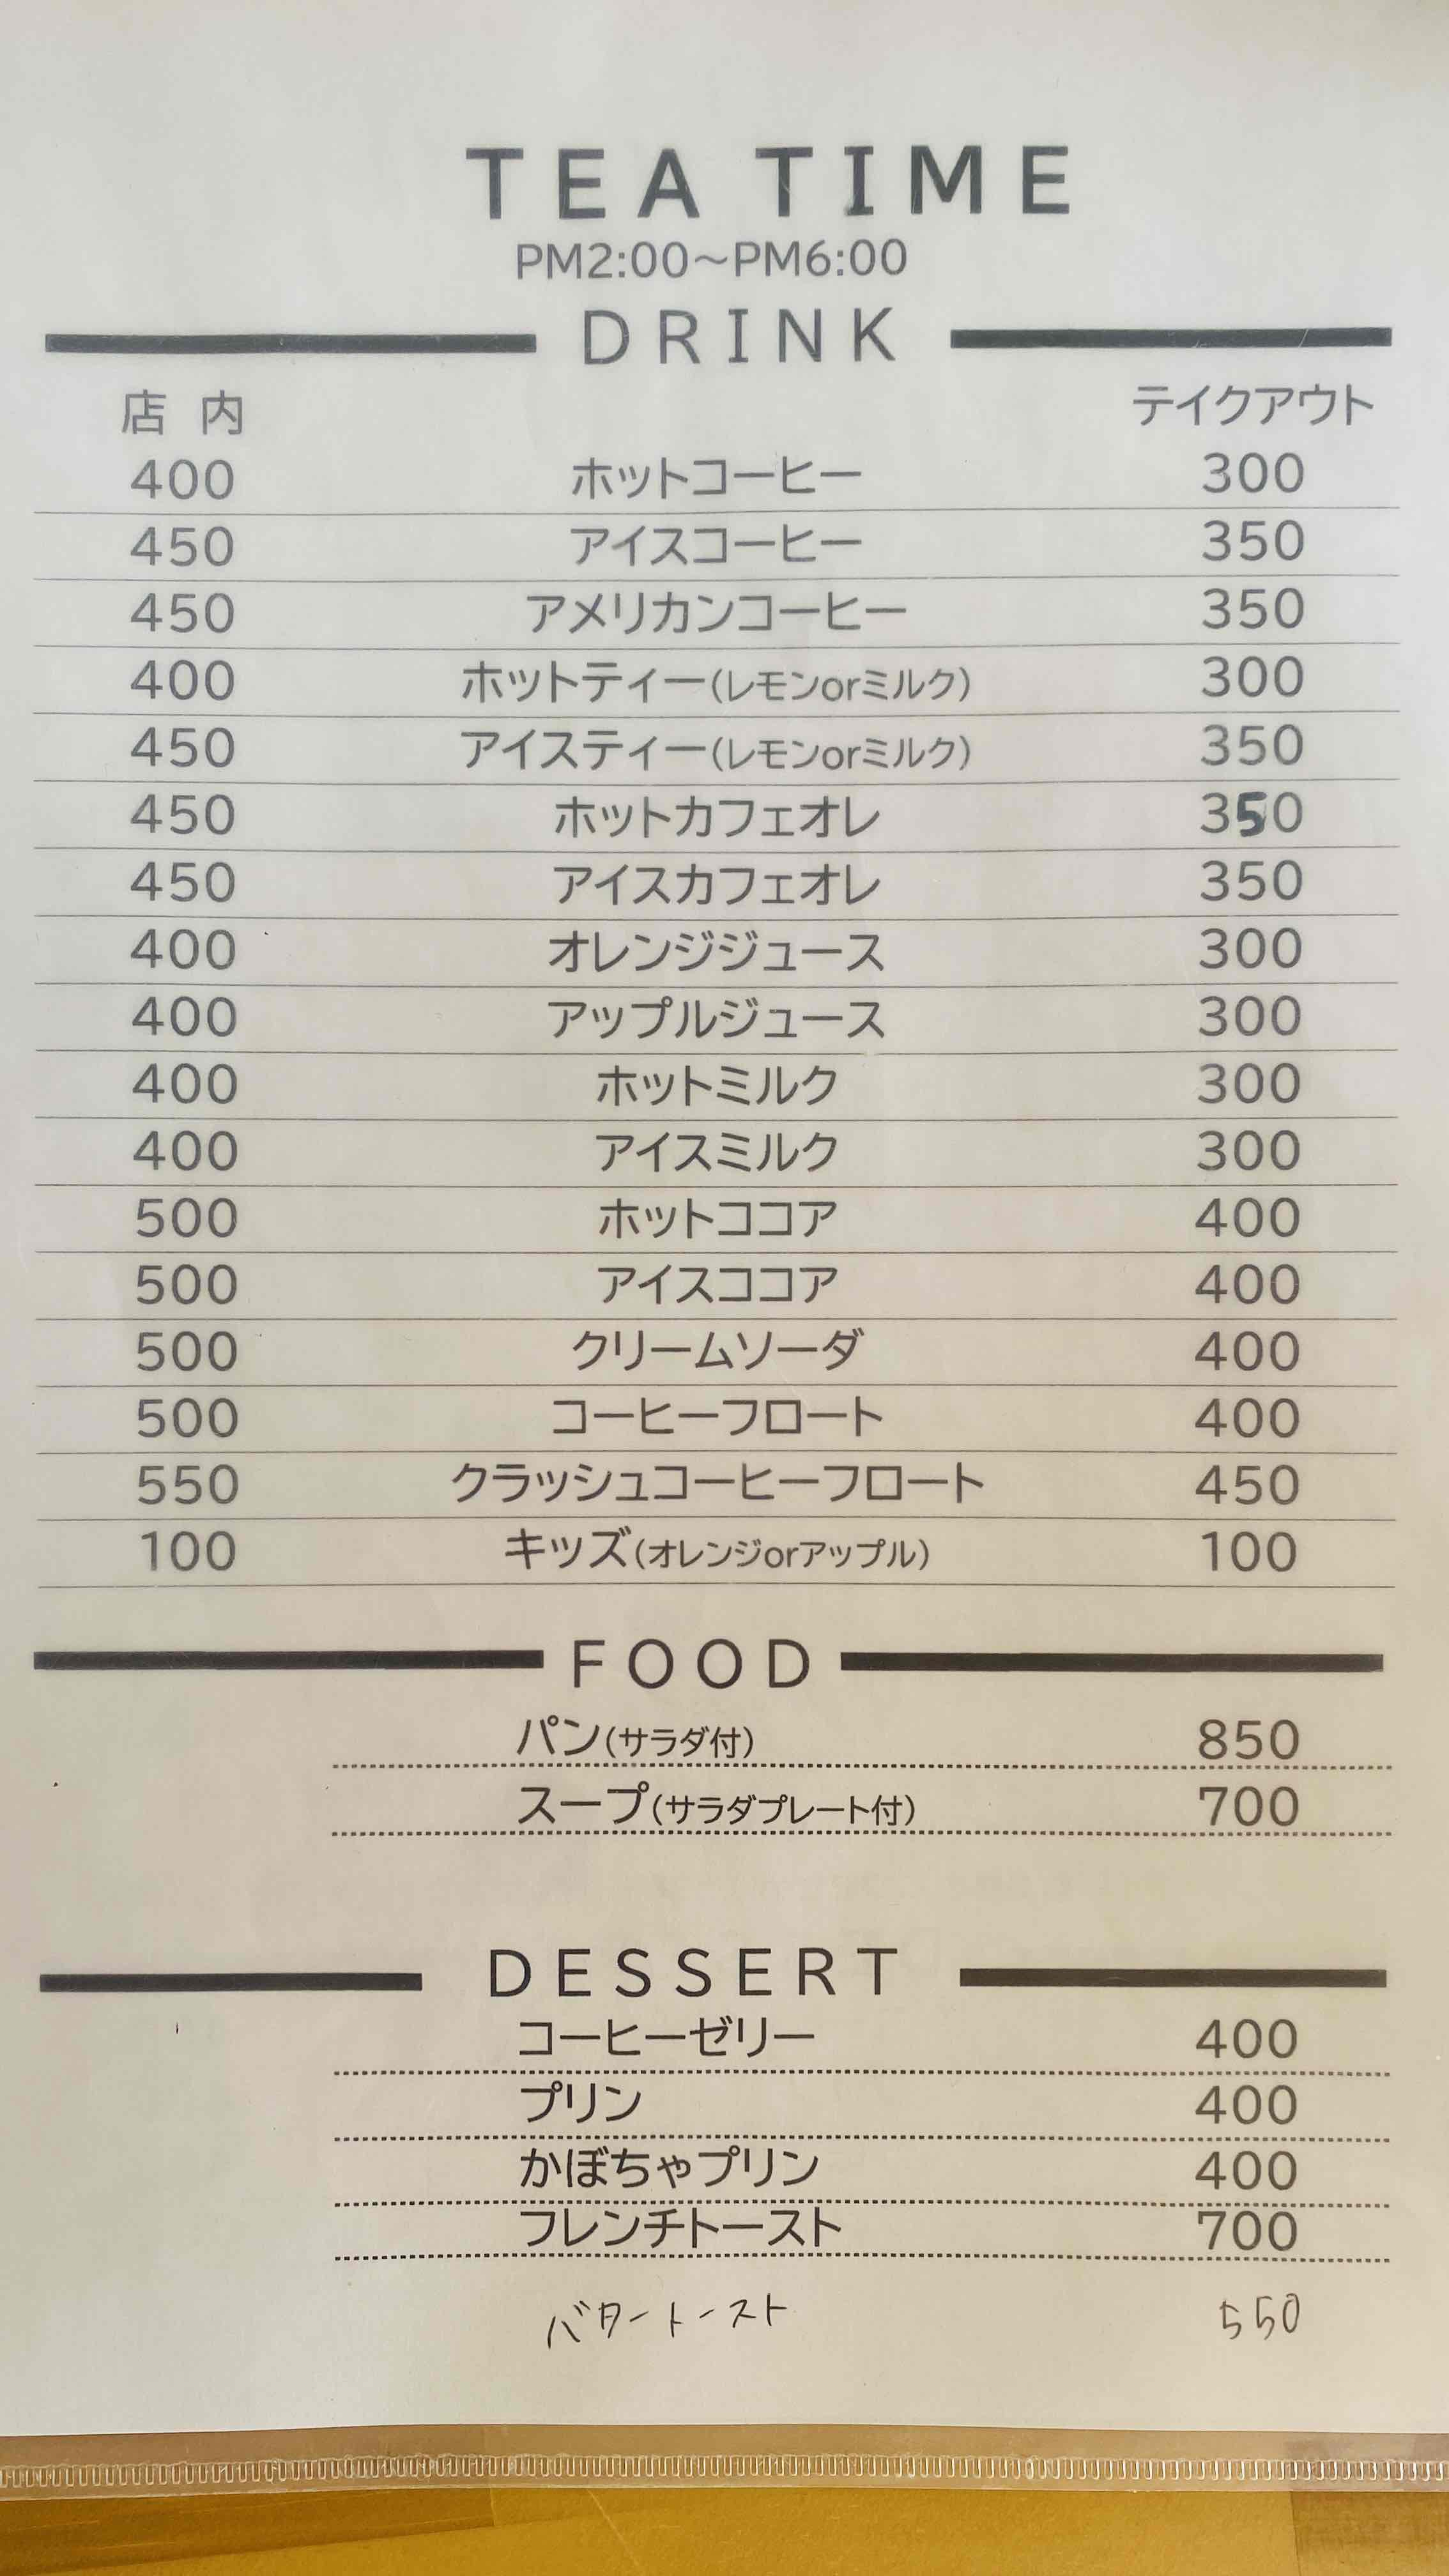 TEA TIME
PM2:00～PM6:00
DRINK
店内 テイクアウト
400 ホットコーヒー 300
450 アイスコーヒー 350
450 アメリカンコーヒー 350
400 ホットティー(レモンorミルク) 300
450 アイスティー(レモンorミルク) 350
450 ホットカフェオレ 350
450 アイスカフェオレ 350
400 オレンジジュース 300
400 アップルジュース 300
400 ホットミルク 300
400 アイスミルク 300
500 ホットココア 400
500 アイスココア 400
500 クリームソーダ 400
500 コーヒーフロート 400
550 クラッシュコーヒーフロート 450
100 キッズ(オレンジorアップル) 100
FOOD
パン(サラダ付) 850
スープ(サラダプレート付) 700
DESSERT
コーヒーゼリー 400
プリン 400
かぼちゃプリン 400
フレンチトースト 700
バタートースト 550